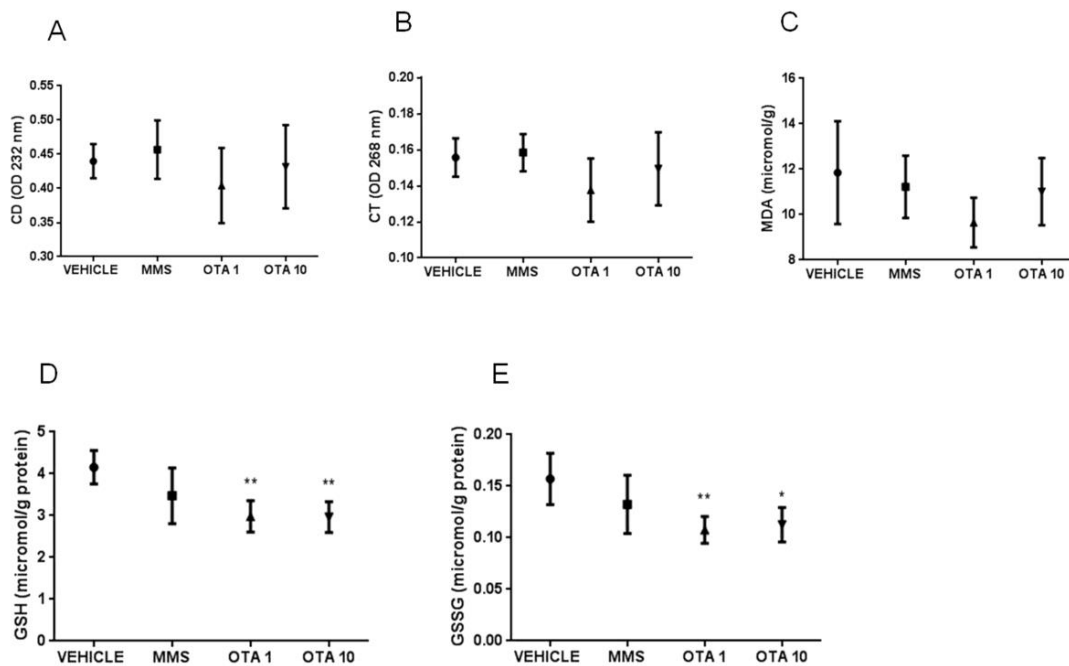 A
CD (OD 232 nm)
0.55
0.50
0.45
0.40
0.35
0.30
VEHICLE MMS OTA 1 OTA 10
B
CT (OD 268 nm)
0.20
0.18
0.16
0.14
0.12
0.10
VEHICLE MMS OTA 1 OTA 10
C
MDA (micromol/g)
16
14
12
10
8
VEHICLE MMS OTA 1 OTA 10
D
GSH (micromol/g protein)
5
4
3
2
1
0
** **
VEHICLE MMS OTA 1 OTA 10
E
GSSG (micromol/g protein)
0.20
0.15
0.10
0.05
0.00
** *
VEHICLE MMS OTA 1 OTA 10